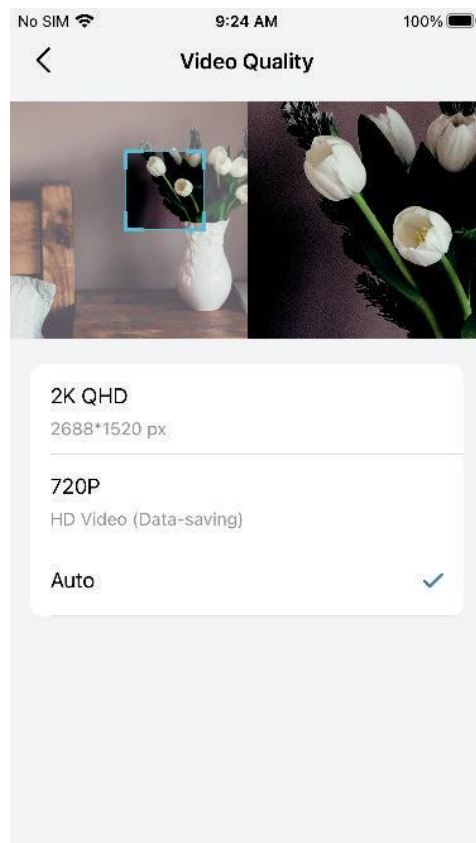 No SIM 9:24 AM 100%
Video Quality
2K QHD
2688*1520 px
720P
HD Video (Data-saving)
Auto